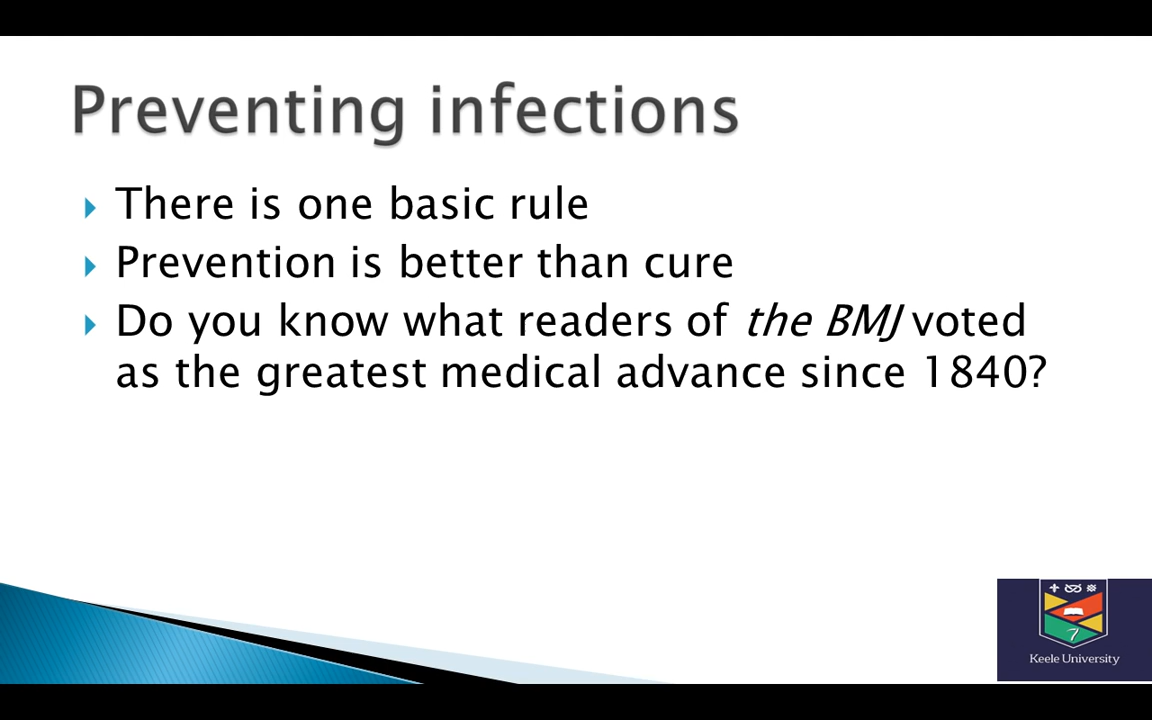 Preventing infections
There is one basic rule
Prevention is better than cure
Do you know what readers of the BMJ voted
as the greatest medical advance since 1840?
Keele University